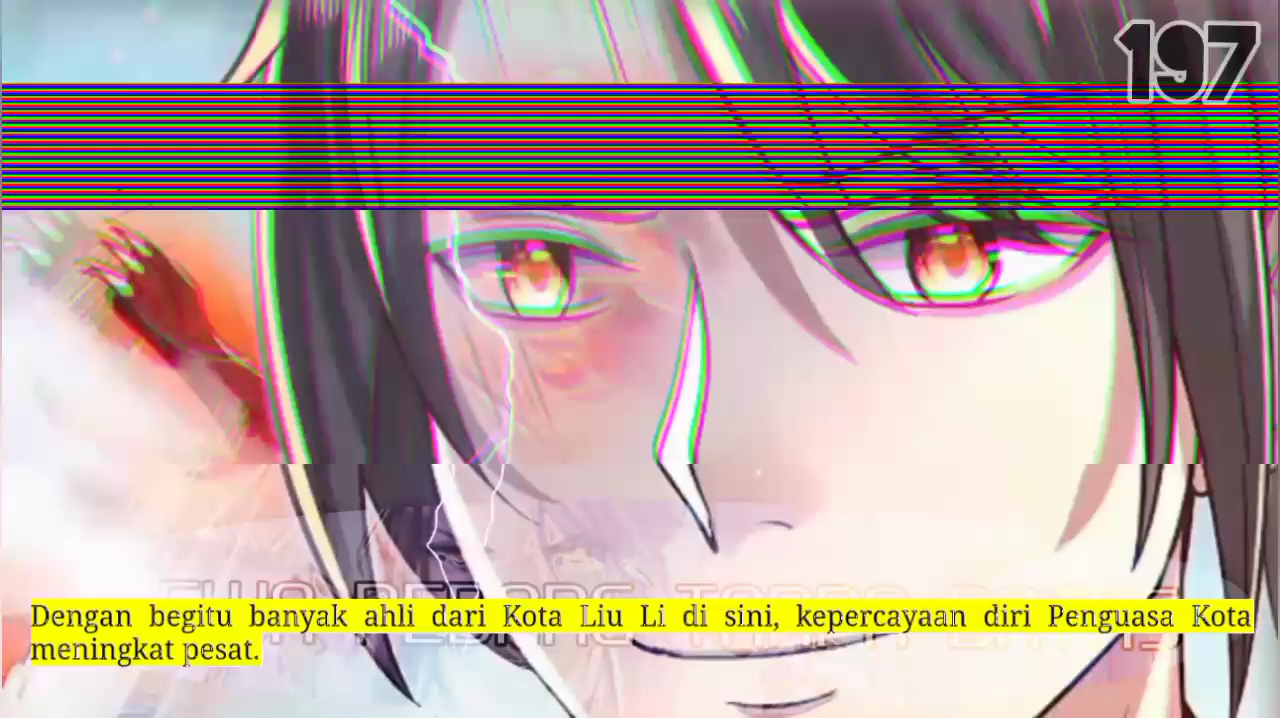 197
Dengan begitu banyak ahli dari Kota Liu Li di sini, kepercayaan diri Penguasa Kota
meningkat pesat.